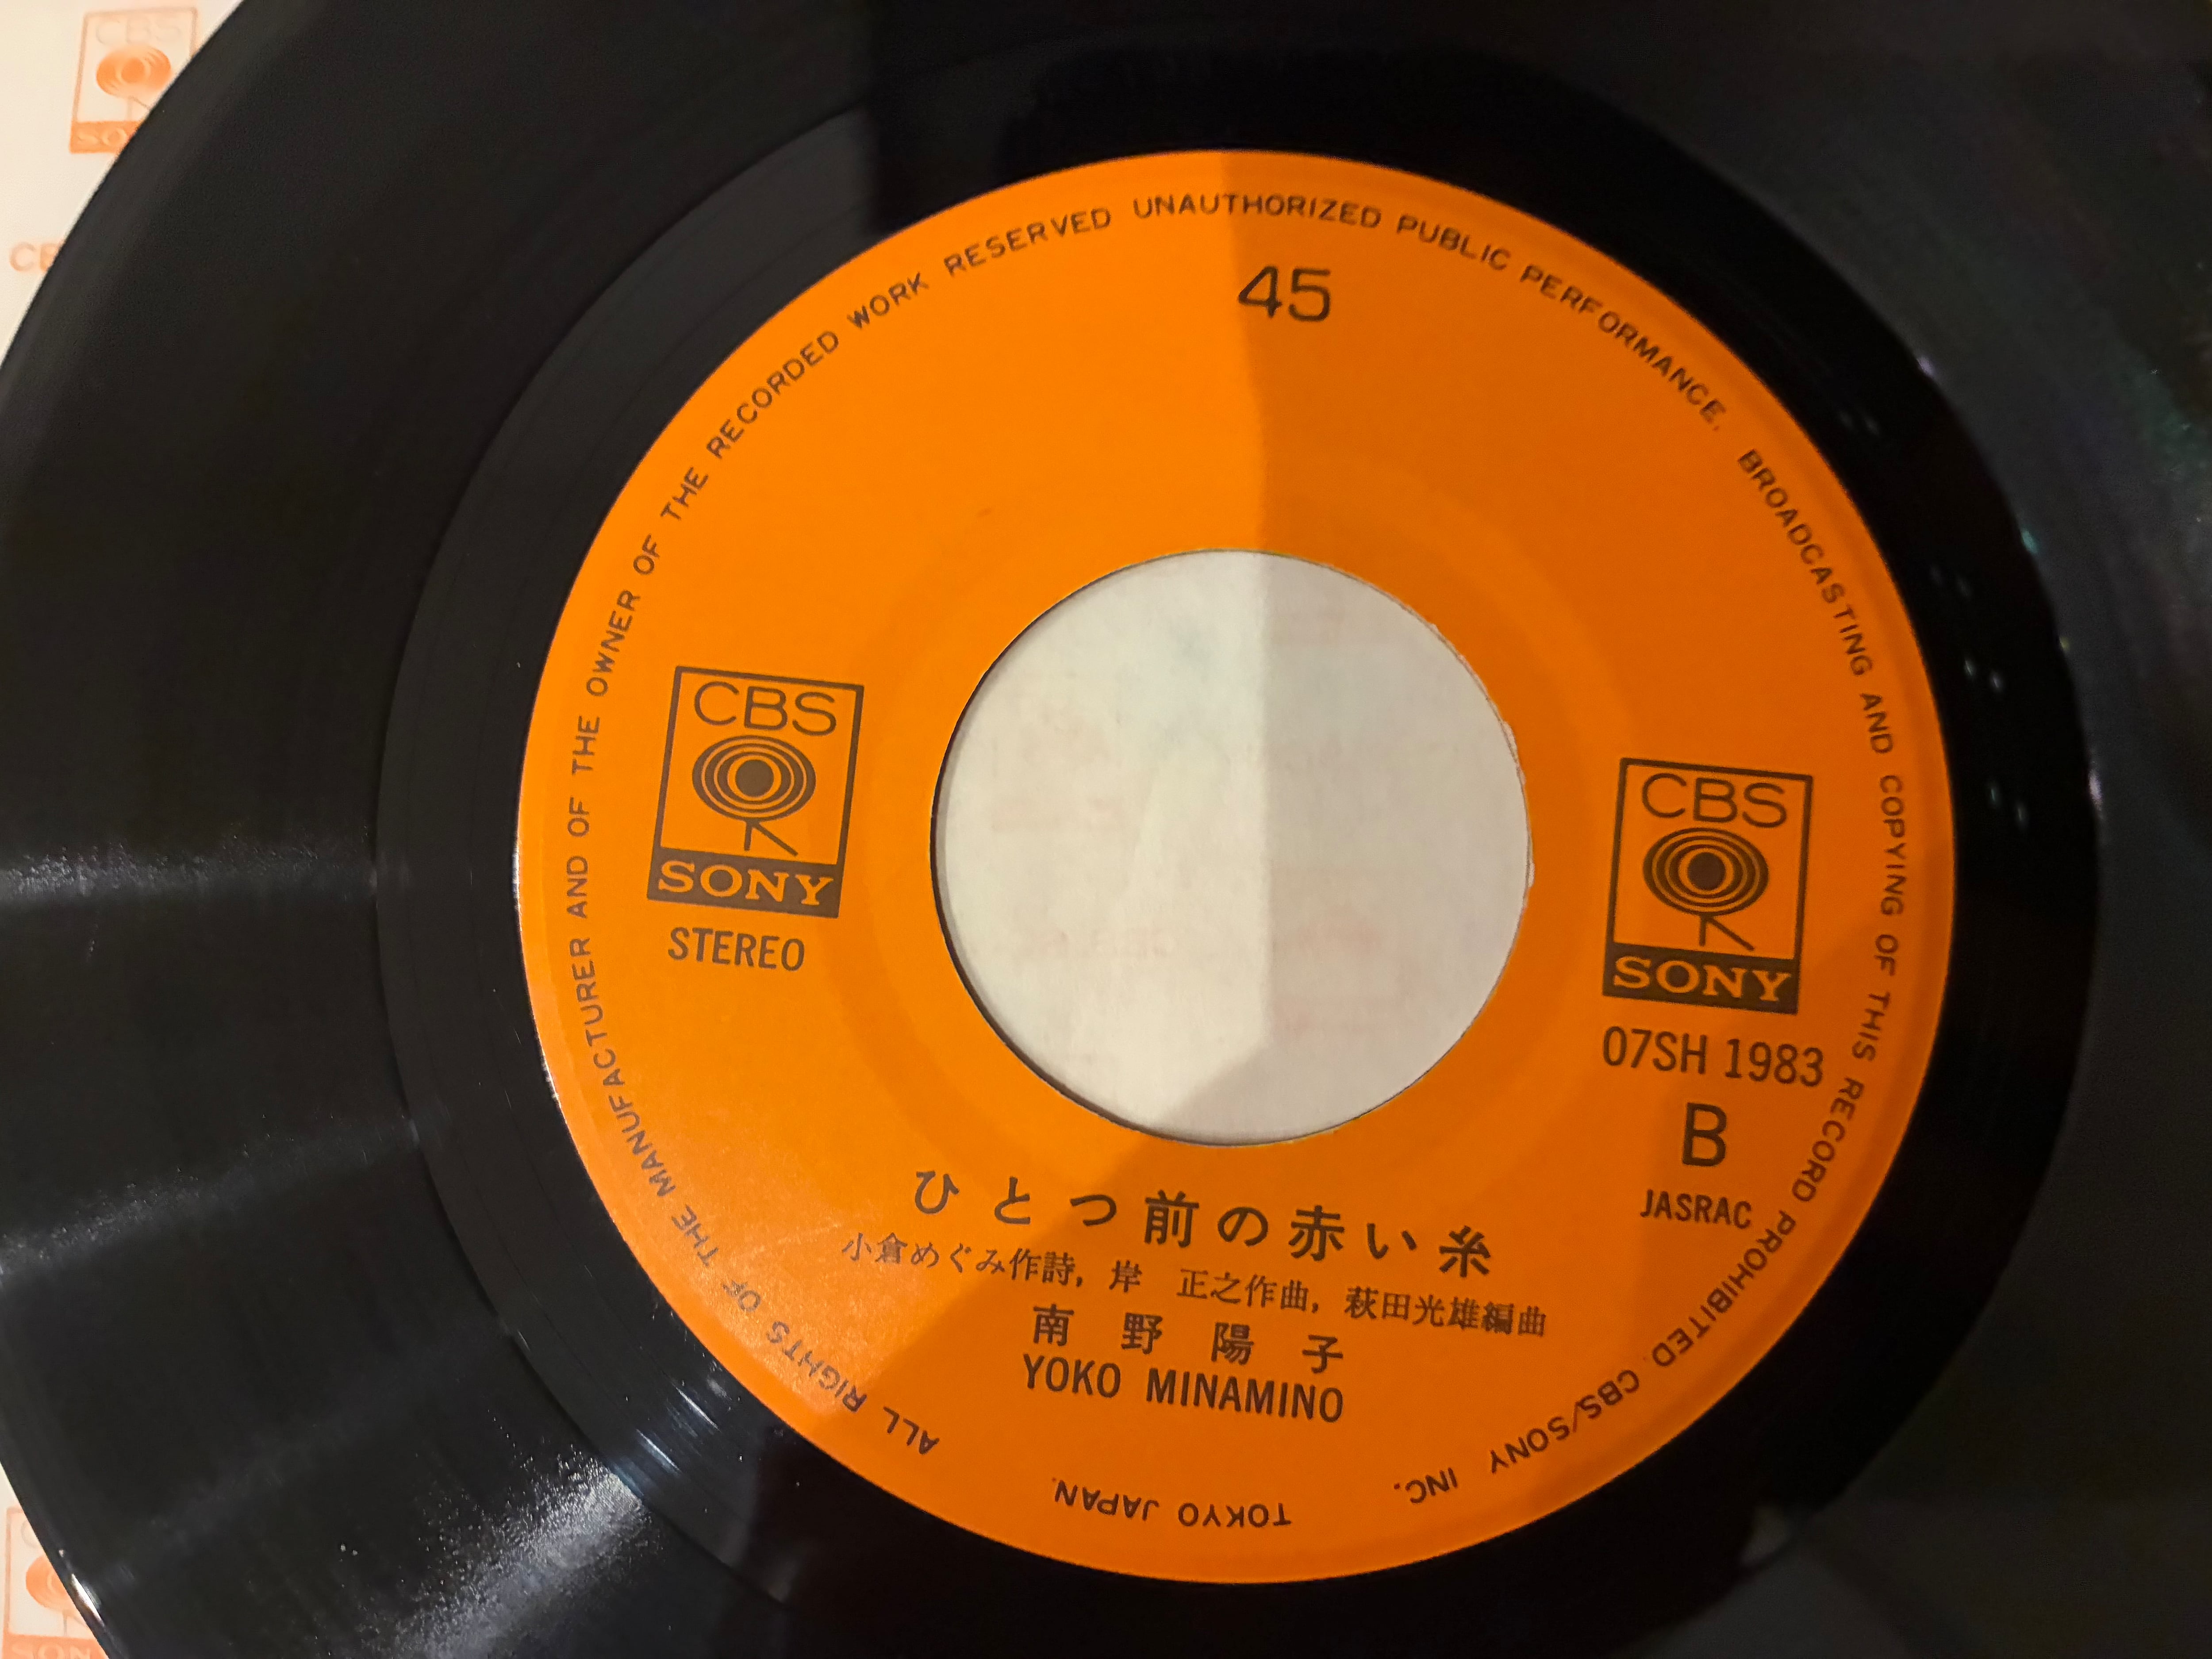 45
CBS
SONY
STEREO
CBS
SONY
07SH 1983
B
JASRAC
ひとつ前の赤い糸
小倉めぐみ作詩, 岸　正之作曲, 萩田光雄編曲
南野陽子
YOKO MINAMINO
ALL RIGHTS OF THE MANUFACTURER AND OF THE OWNER OF THE RECORDED WORK RESERVED UNAUTHORIZED PUBLIC PERFORMANCE, BROADCASTING AND COPYING OF THIS RECORD PROHIBITED. CBS/SONY INC. TOKYO JAPAN.
CBS